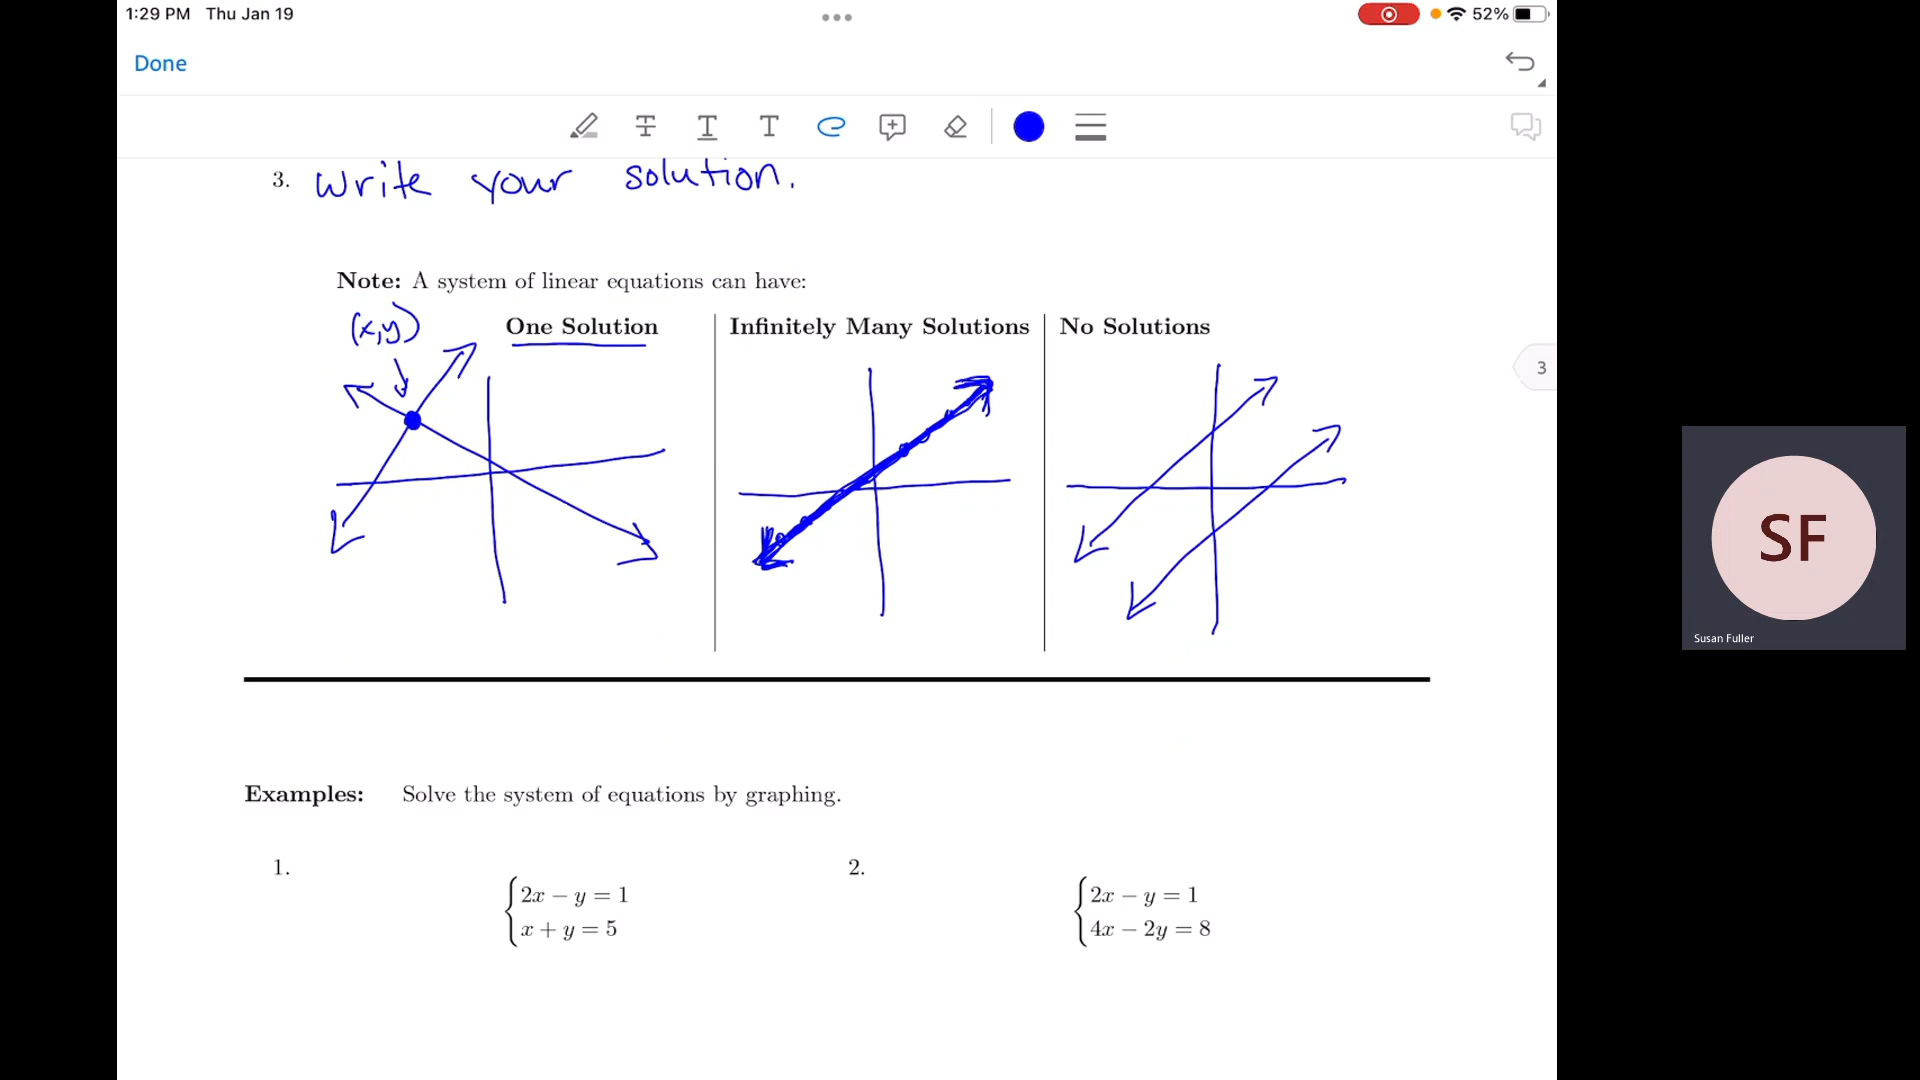 1:29 PM Thu Jan 19
52%
Done
3. Write your solution.
Note: A system of linear equations can have:
(x,y)
One Solution
Infinitely Many Solutions
No Solutions
3
SF
Susan Fuller
Examples: Solve the system of equations by graphing.
1.
2x − y = 1
x + y = 5
2.
2x − y = 1
4x − 2y = 8